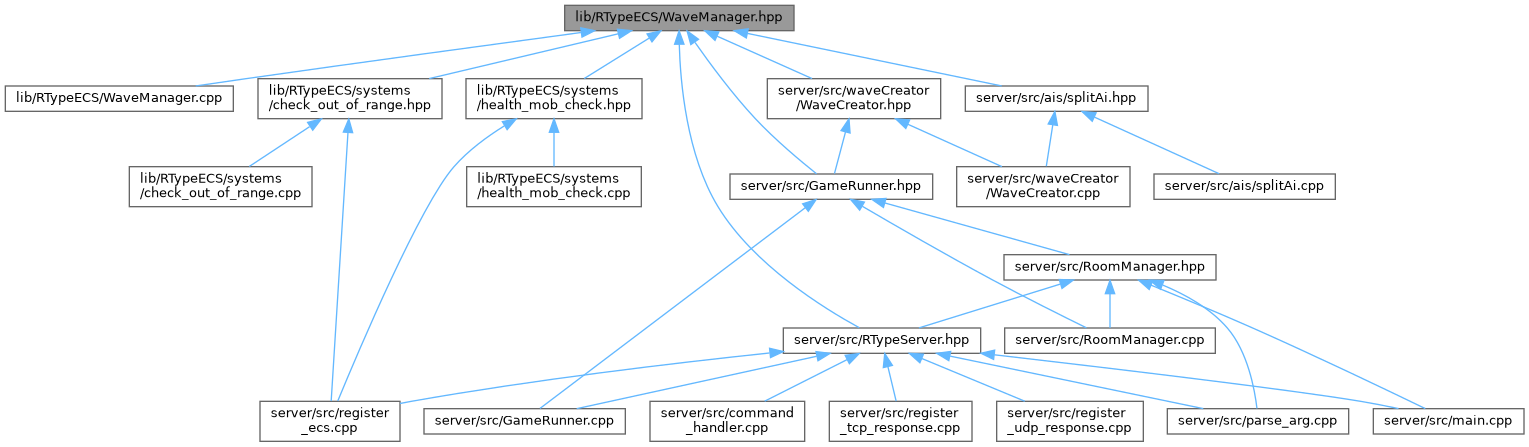 lib/RTypeECS/WaveManager.hpp
lib/RTypeECS/WaveManager.cpp
lib/RTypeECS/systems
/check_out_of_range.hpp
lib/RTypeECS/systems
/health_mob_check.hpp
server/src/waveCreator
/WaveCreator.hpp
server/src/ais/splitAi.hpp
lib/RTypeECS/systems
/check_out_of_range.cpp
lib/RTypeECS/systems
/health_mob_check.cpp
server/src/GameRunner.hpp
server/src/waveCreator
/WaveCreator.cpp
server/src/ais/splitAi.cpp
server/src/RoomManager.hpp
server/src/RTypeServer.hpp
server/src/RoomManager.cpp
server/src/register
_ecs.cpp
server/src/GameRunner.cpp
server/src/command
_handler.cpp
server/src/register
_tcp_response.cpp
server/src/register
_udp_response.cpp
server/src/parse_arg.cpp
server/src/main.cpp